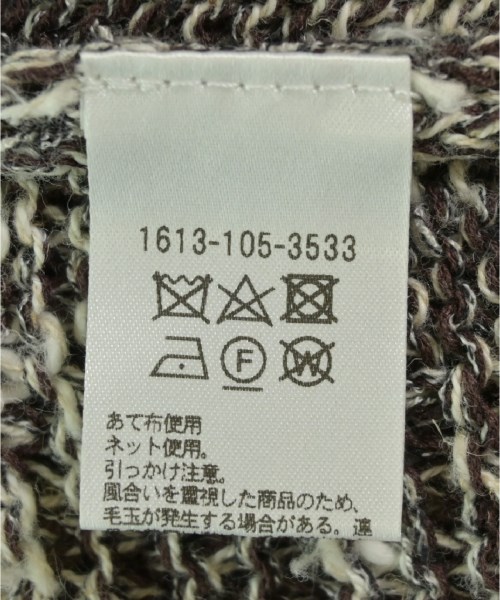 1613-105-3533
F W
あて布使用
ネット使用。
引っかけ注意。
風合いを重視した商品のため、
毛玉が発生する場合がある。違